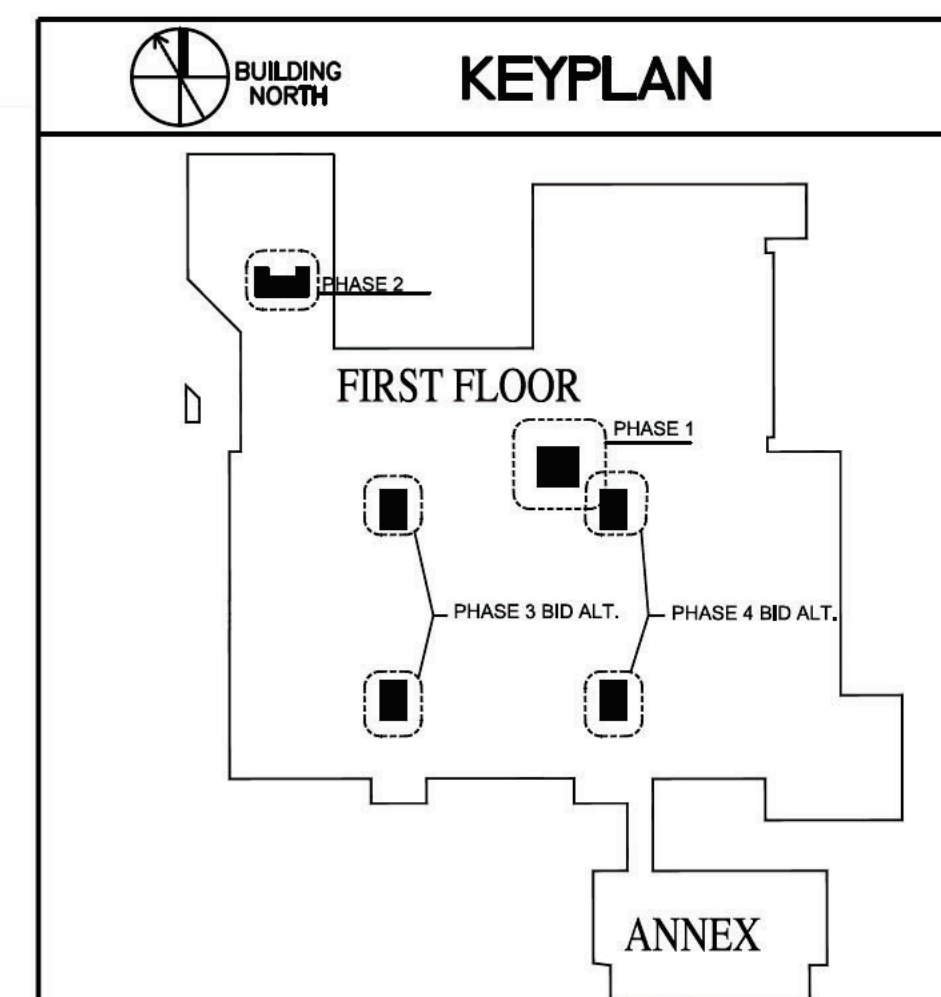 BUILDING
NORTH
KEYPLAN
PHASE 2
FIRST FLOOR
PHASE 1
PHASE 3 BID ALT.
PHASE 4 BID ALT.
ANNEX